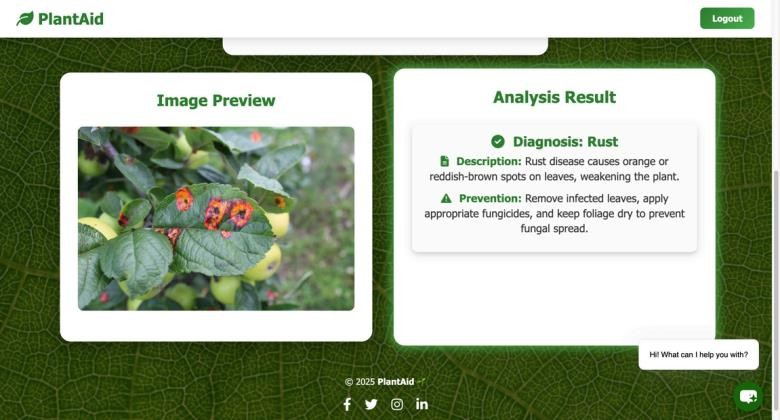 PlantAid
Logout
Image Preview
Analysis Result
Diagnosis: Rust
Description: Rust disease causes orange or
reddish-brown spots on leaves, weakening the plant.
Prevention: Remove infected leaves, apply
appropriate fungicides, and keep foliage dry to prevent
fungal spread.
Hi! What can I help you with?
© 2025 PlantAid
f
in